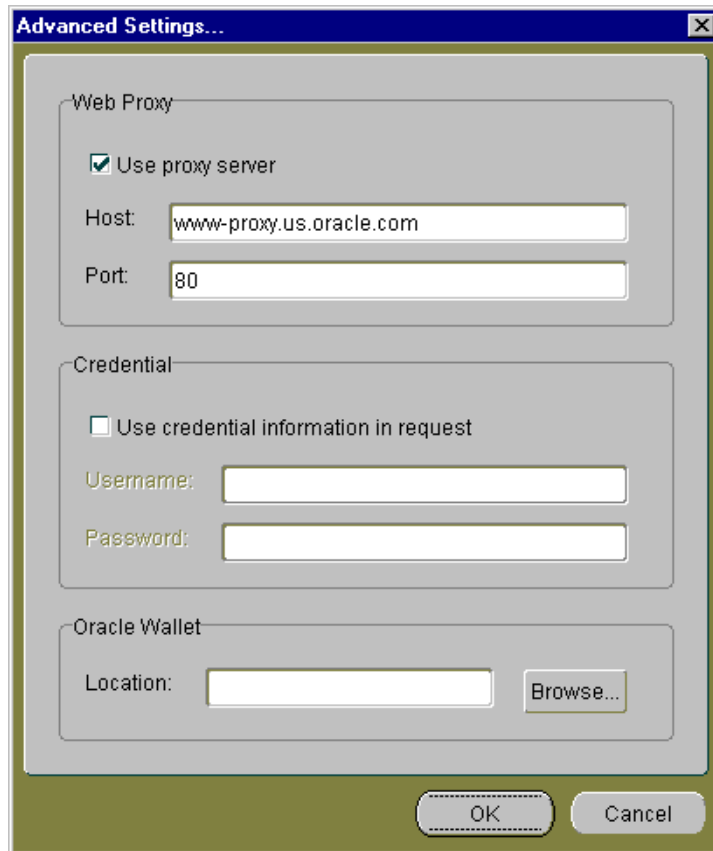 Advanced Settings...
Web Proxy
Use proxy server
Host: www-proxy.us.oracle.com
Port: 80
Credential
Use credential information in request
Username:
Password:
Oracle Wallet
Location: Browse...
OK Cancel